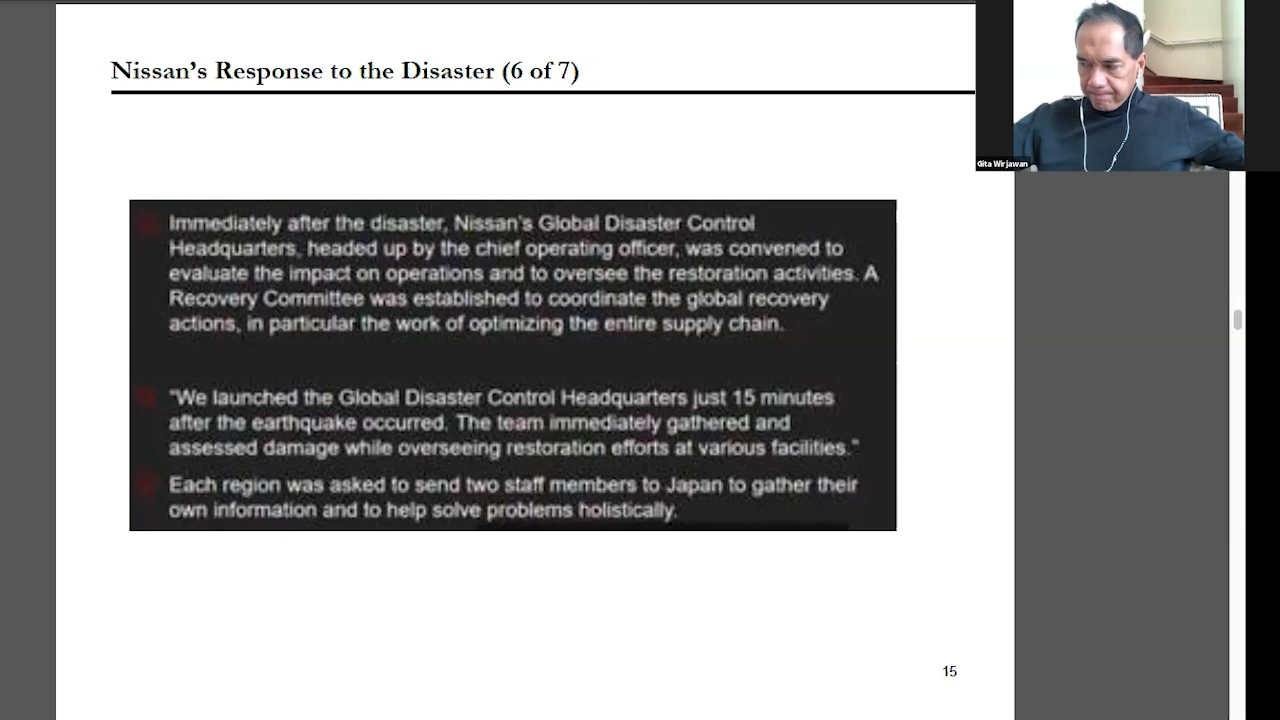 Nissan's Response to the Disaster (6 of 7)
Gita Wirjawan
Immediately after the disaster, Nissan's Global Disaster Control
Headquarters, headed up by the chief operating officer, was convened to
evaluate the impact on operations and to oversee the restoration activities. A
Recovery Committee was established to coordinate the global recovery
actions, in particular the work of optimizing the entire supply chain.
"We launched the Global Disaster Control Headquarters just 15 minutes
after the earthquake occurred. The team immediately gathered and
assessed damage while overseeing restoration efforts at various facilities."
Each region was asked to send two staff members to Japan to gather their
own information and to help solve problems holistically.
15